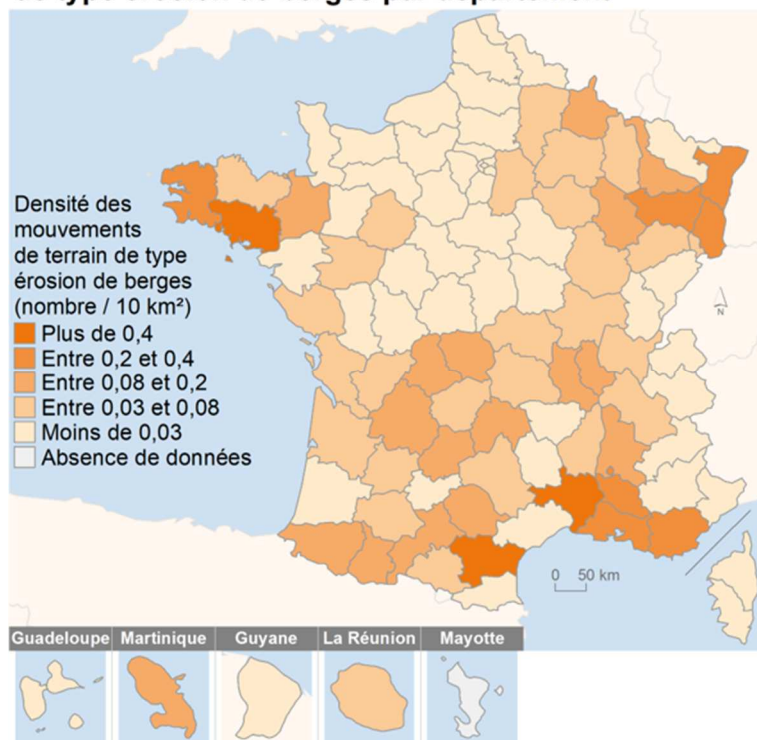 Densité des
mouvements
de terrain de type
érosion de berges
(nombre / 10 km²)
Plus de 0,4
Entre 0,2 et 0,4
Entre 0,08 et 0,2
Entre 0,03 et 0,08
Moins de 0,03
Absence de données
N
0 50 km
Guadeloupe Martinique Guyane La Réunion Mayotte